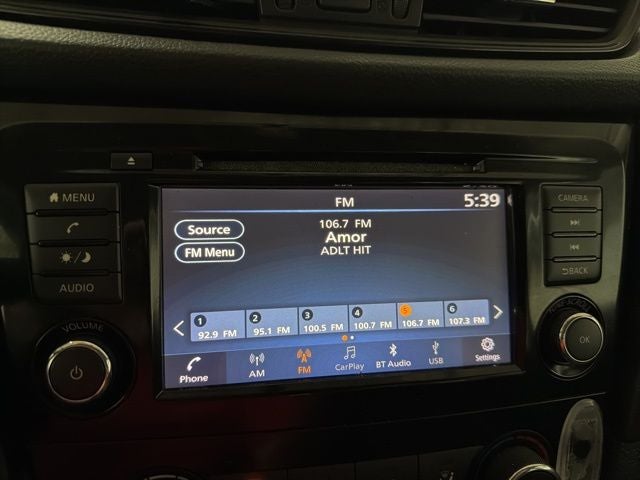 MENU
AUDIO
VOLUME
FM
5:39
Source
FM Menu
106.7 FM
Amor
ADLT HIT
1 92.9 FM
2 95.1 FM
3 100.5 FM
4 100.7 FM
5 106.7 FM
6 107.3 FM
Phone
AM
FM
CarPlay
BT Audio
USB
Settings
CAMERA
BACK
OK